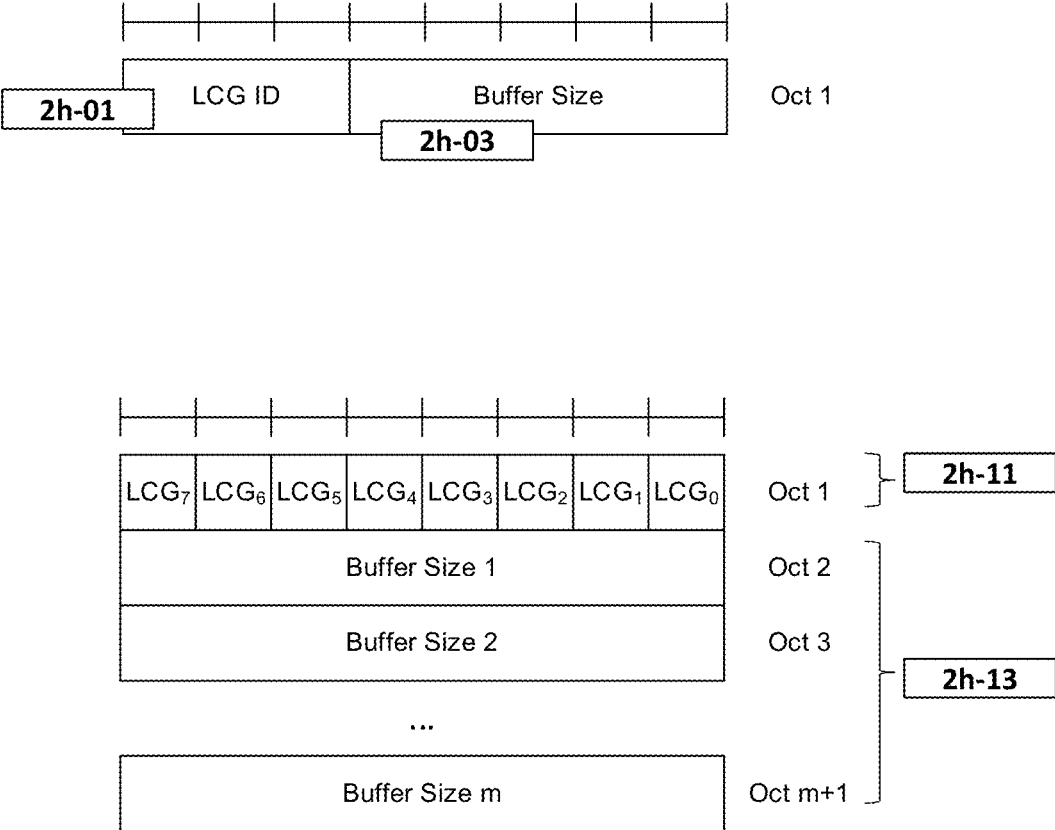 LCG ID Buffer Size Oct 1
2h-01
2h-03
LCG₇ LCG₆ LCG₅ LCG₄ LCG₃ LCG₂ LCG₁ LCG₀ Oct 1
2h-11
Buffer Size 1 Oct 2
Buffer Size 2 Oct 3
2h-13
...
Buffer Size m Oct m+1